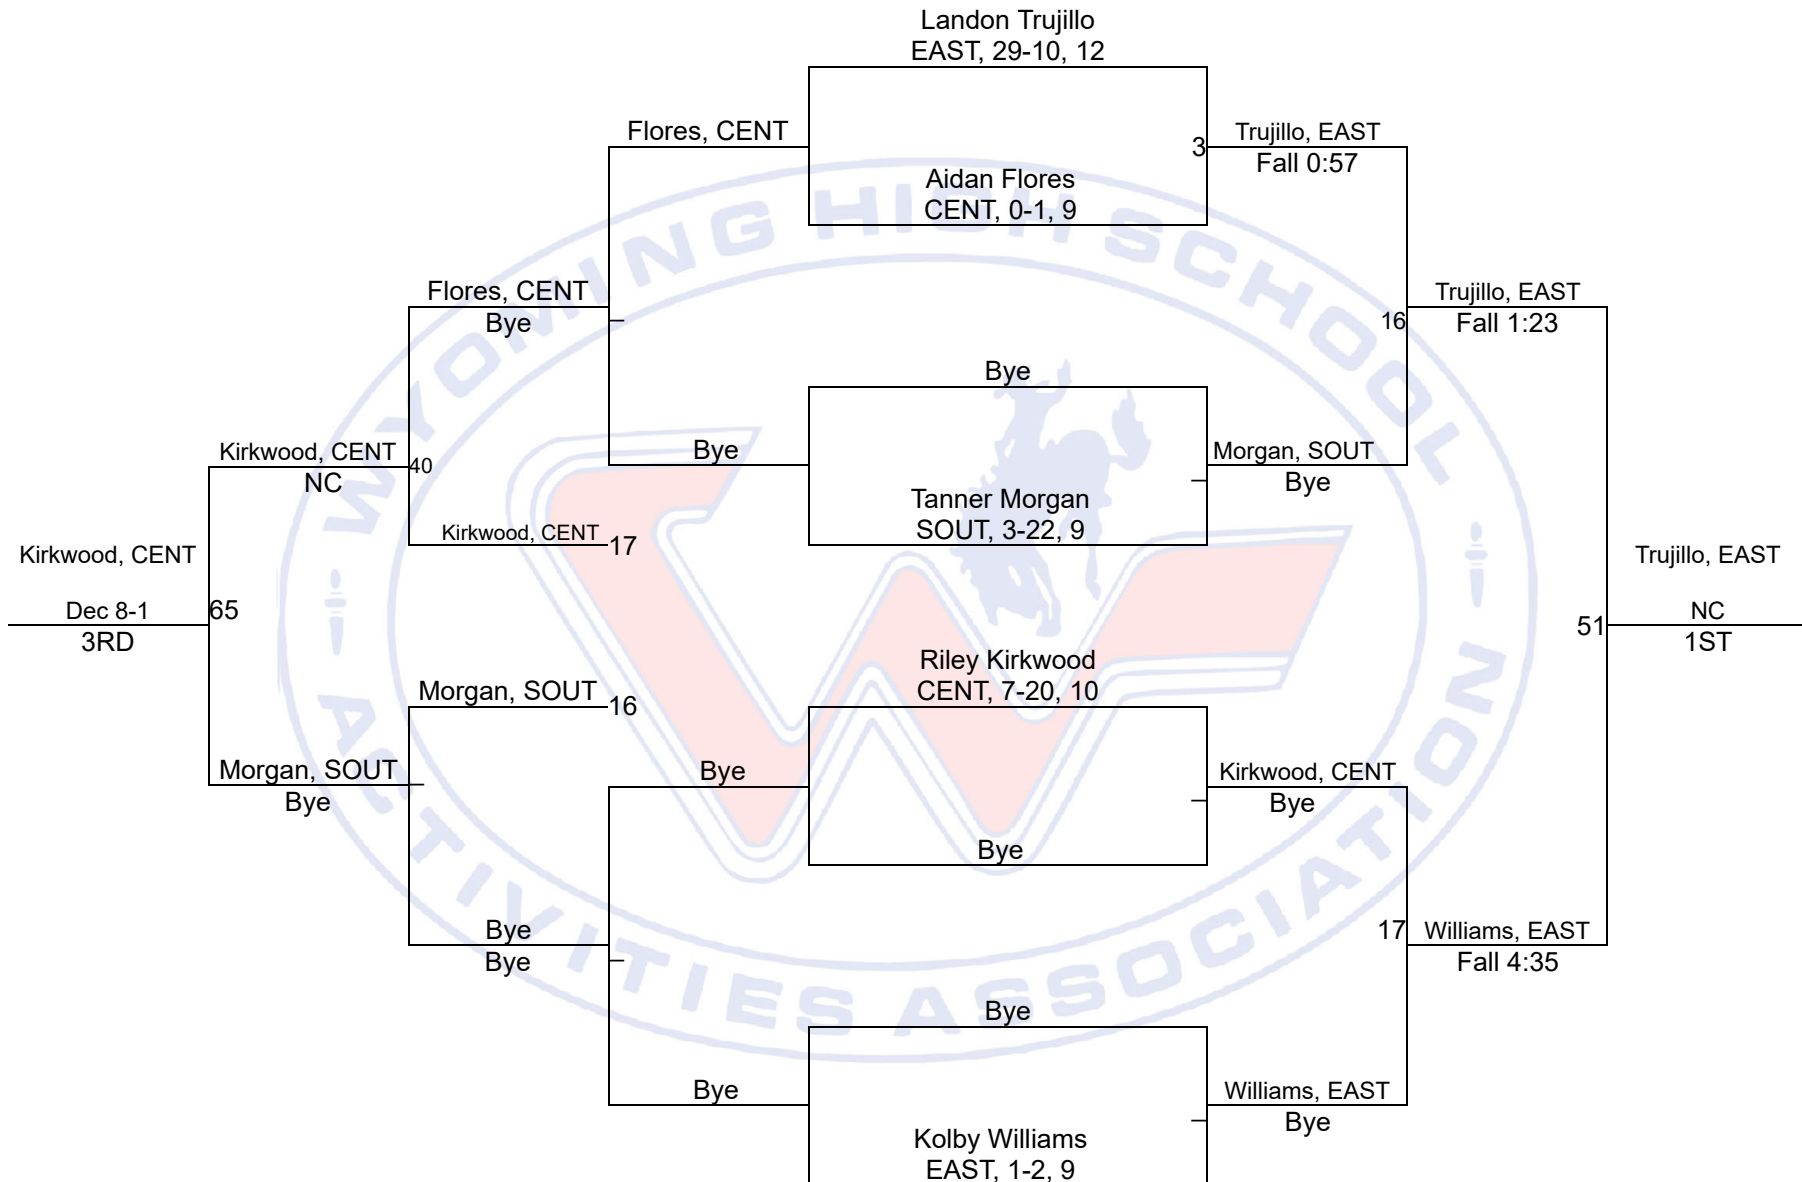 Landon Trujillo
EAST, 29-10, 12
Flores, CENT
3
Trujillo, EAST
Fall 0:57
Aidan Flores
CENT, 0-1, 9
Flores, CENT
Bye
16
Trujillo, EAST
Fall 1:23
Bye
Kirkwood, CENT
NC
40
Bye
Morgan, SOUT
Bye
Tanner Morgan
SOUT, 3-22, 9
Kirkwood, CENT
17
Kirkwood, CENT
Dec 8-1
3RD
65
Trujillo, EAST
51
NC
1ST
Riley Kirkwood
CENT, 7-20, 10
Morgan, SOUT
16
Morgan, SOUT
Bye
Bye
Kirkwood, CENT
Bye
Bye
Bye
Bye
17
Williams, EAST
Fall 4:35
Bye
Bye
Williams, EAST
Bye
Kolby Williams
EAST, 1-2, 9
WYOMING HIGH SCHOOL
ACTIVITIES ASSOCIATION